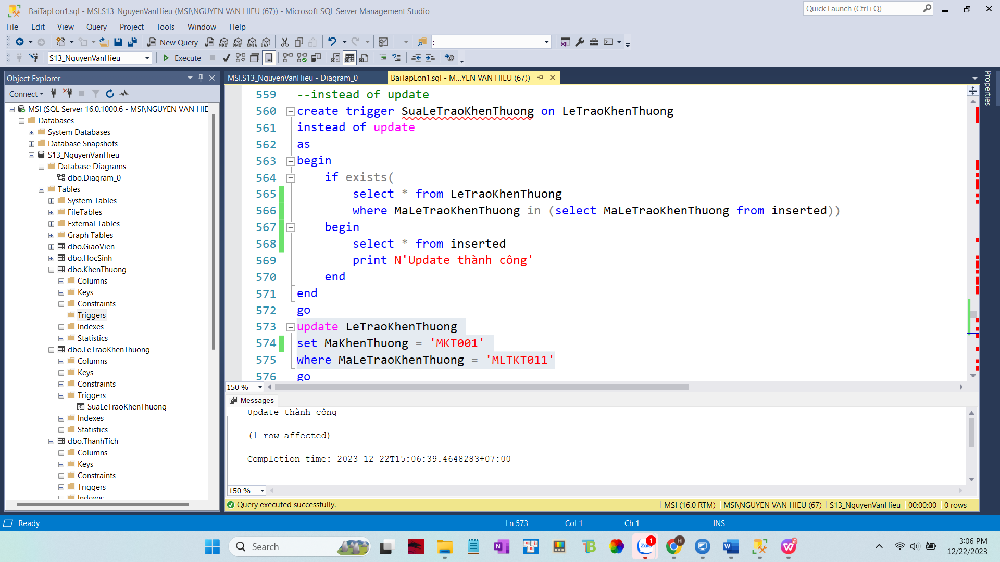 BaiTapLon1.sql - MSI.S13_NguyenVanHieu (MSI\NGUYEN VAN HIEU (67)) - Microsoft SQL Server Management Studio
Quick Launch (Ctrl+Q)
File Edit View Query Project Tools Window Help
New Query
MDX DMX XMLA DAX
:
S13_NguyenVanHieu
Execute
Object Explorer
Connect
MSI (SQL Server 16.0.1000.6 - MSI\NGUYEN VAN HIE
Databases
System Databases
Database Snapshots
S13_NguyenVanHieu
Database Diagrams
dbo.Diagram_0
Tables
System Tables
FileTables
External Tables
Graph Tables
dbo.GiaoVien
dbo.HocSinh
dbo.KhenThuong
Columns
Keys
Constraints
Triggers
Indexes
Statistics
dbo.LeTraoKhenThuong
Columns
Keys
Constraints
Triggers
SuaLeTraoKhenThuong
Indexes
Statistics
dbo.ThanhTich
Columns
Keys
Constraints
Triggers
Indexes
MSI.S13_NguyenVanHieu - Diagram_0
BaiTapLon1.sql - M...YEN VAN HIEU (67))
Properties
559 --instead of update
560 create trigger SuaLeTraoKhenThuong on LeTraoKhenThuong
561 instead of update
562 as
563 begin
564 if exists(
565 select * from LeTraoKhenThuong
566 where MaLeTraoKhenThuong in (select MaLeTraoKhenThuong from inserted))
567 begin
568 select * from inserted
569 print N'Update thành công'
570 end
571 end
572 go
573 update LeTraoKhenThuong
574 set MaKhenThuong = 'MKT001'
575 where MaLeTraoKhenThuong = 'MLTKT011'
576 go
150 %
Messages
Update thành công
(1 row affected)
Completion time: 2023-12-22T15:06:39.4648283+07:00
150 %
Query executed successfully.
MSI (16.0 RTM) MSI\NGUYEN VAN HIEU (67) S13_NguyenVanHieu 00:00:00 0 rows
Ready
Ln 573 Col 1 Ch 1 INS
Search
Zalo
1
H
3:06 PM
12/22/2023